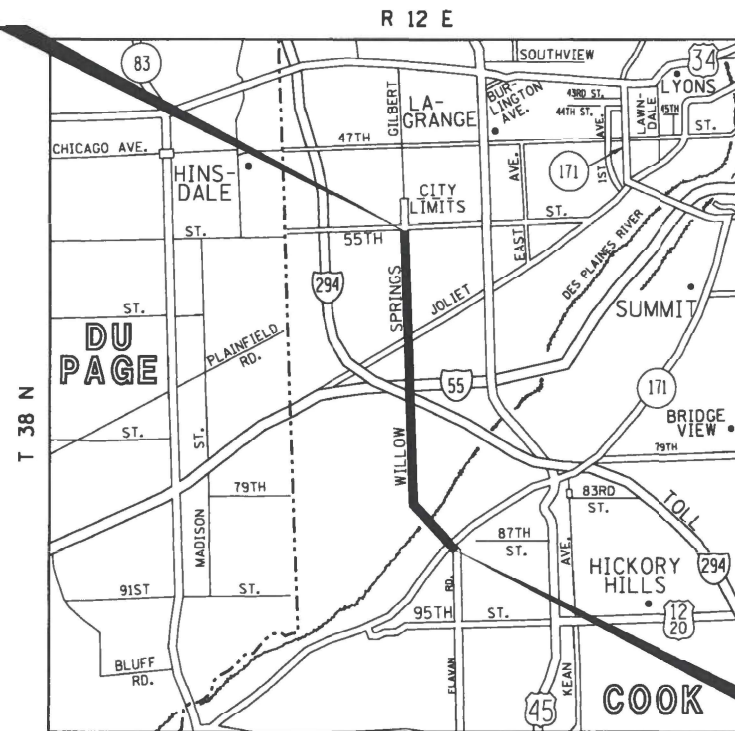 R 12 E
83
SOUTHVIEW
34
LYONS
GILBERT
LA-
GRANGE
BUR-
LINGTON
AVE.
43RD ST.
44TH ST.
1ST AVE.
LAWN-
DALE
45TH
ST.
47TH
CHICAGO AVE.
HINS-
DALE
CITY
LIMITS
EAST AVE.
171
ST.
55TH
ST.
294
SPRINGS
JOLIET
DES PLAINES RIVER
SUMMIT
ST.
DU
PAGE
PLAINFIELD
RD.
55
171
T 38 N
ST.
MADISON ST.
WILLOW
BRIDGE
VIEW
79TH
79TH
83RD
ST.
TOLL
87TH
ST.
AVE.
HICKORY
HILLS
294
91ST
ST.
RD.
95TH
ST.
12
20
BLUFF
RD.
FLAVAN
45
KEAN
COOK